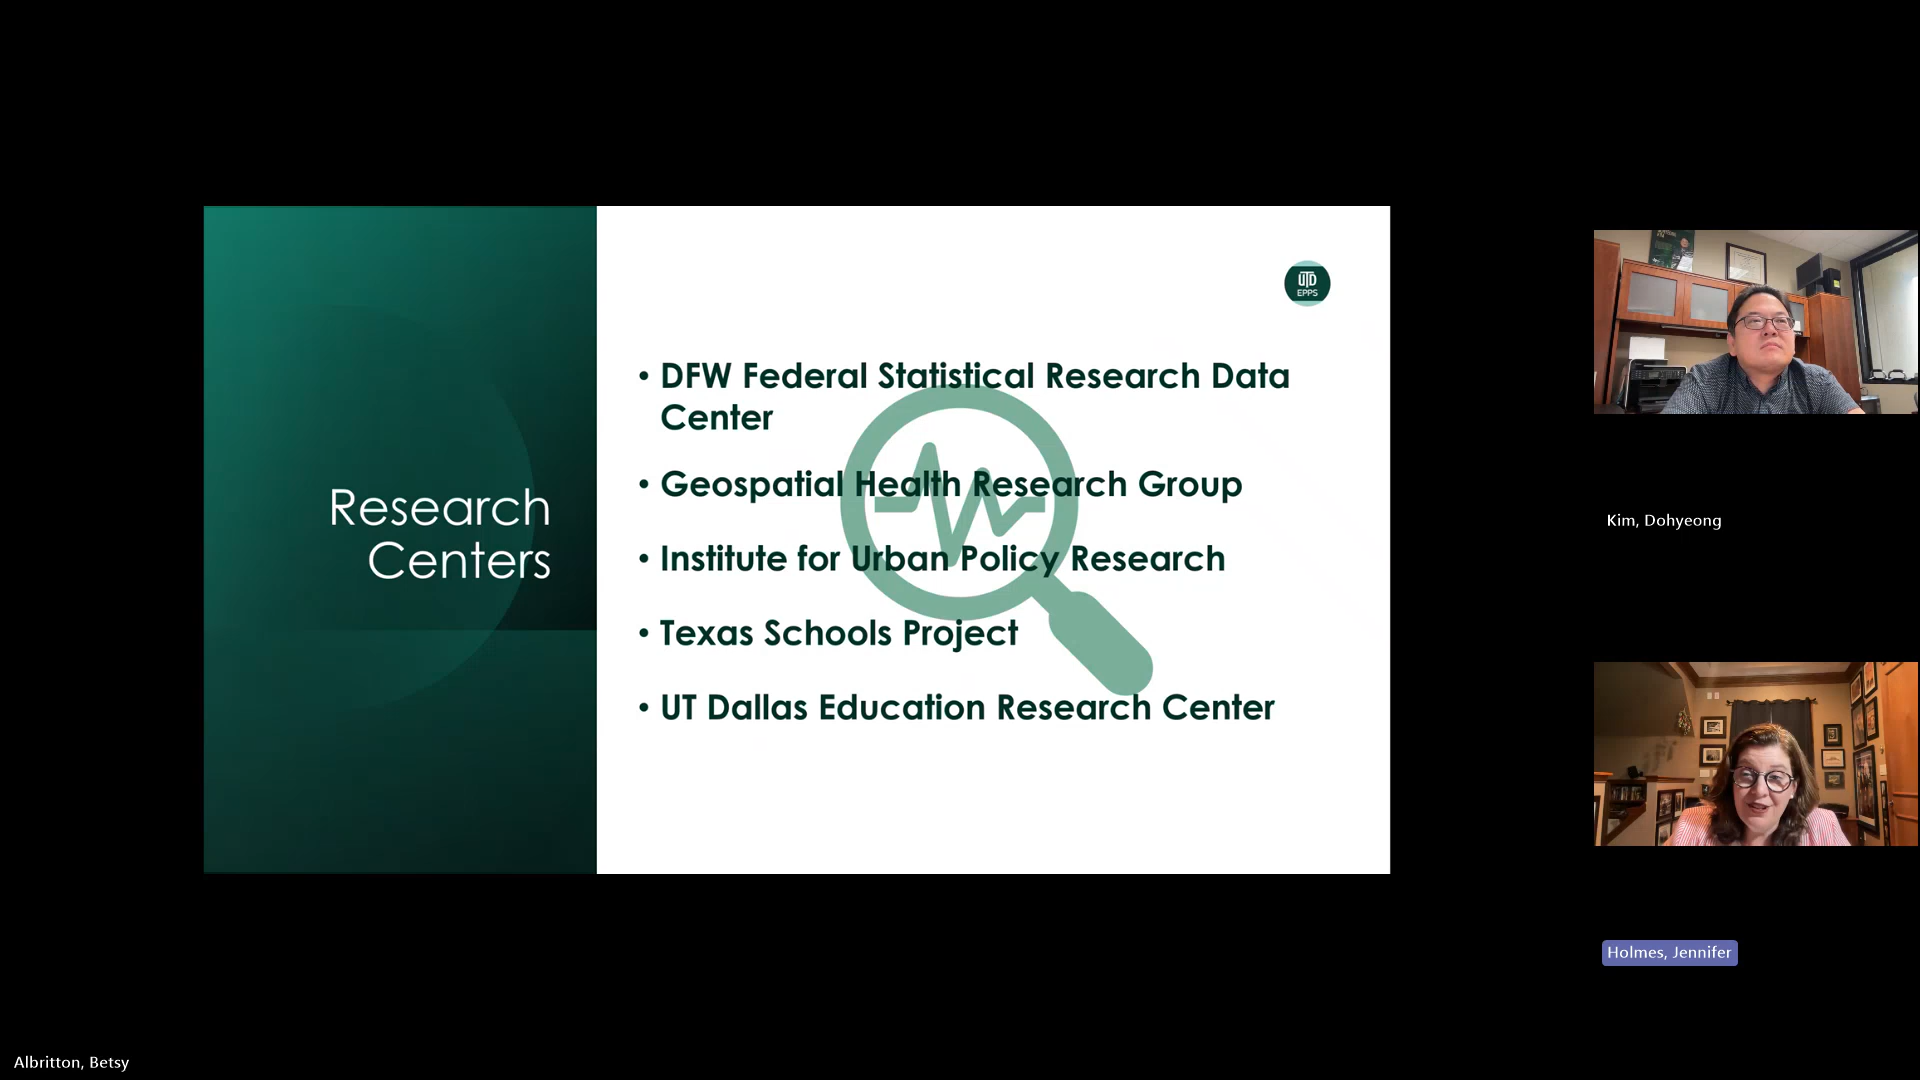 Research
Centers
UTD
EPPS
• DFW Federal Statistical Research Data
Center
• Geospatial Health Research Group
• Institute for Urban Policy Research
• Texas Schools Project
• UT Dallas Education Research Center
Kim, Dohyeong
Holmes, Jennifer
Albritton, Betsy